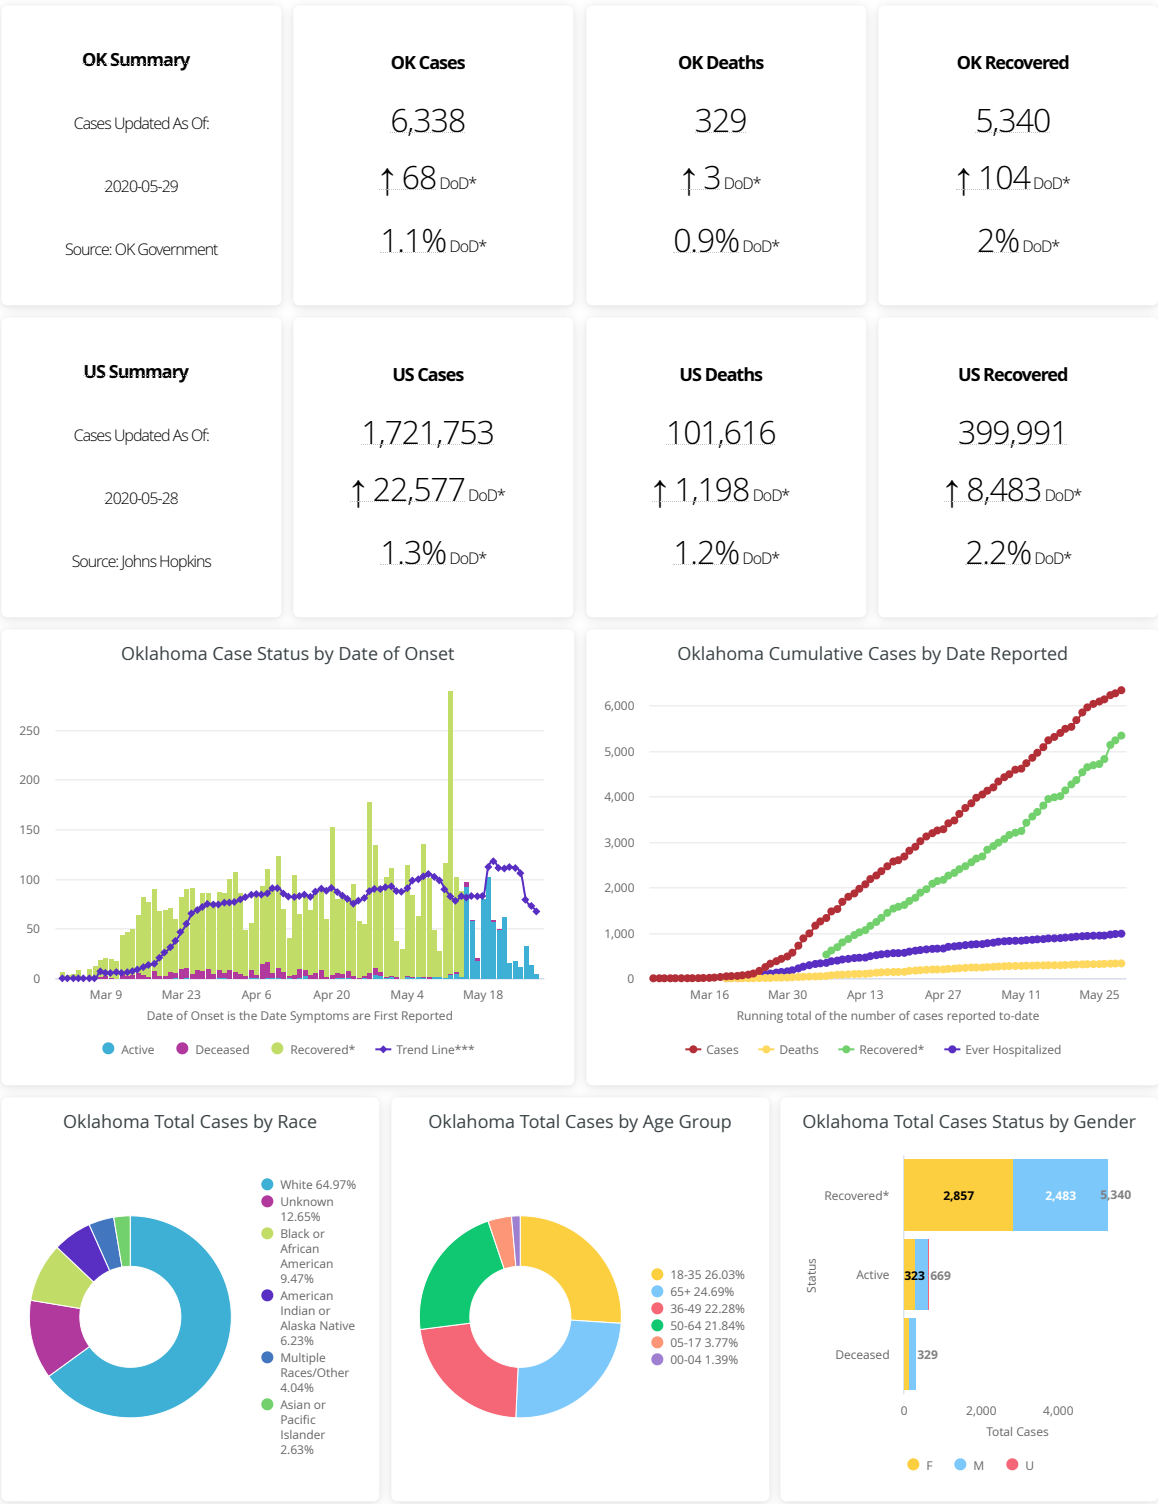 OK Summary
Cases Updated As Of:
2020-05-29
Source: OK Government
OK Cases
6,338
↑ 68 DoD*
1.1% DoD*
OK Deaths
329
↑ 3 DoD*
0.9% DoD*
OK Recovered
5,340
↑ 104 DoD*
2% DoD*
US Summary
Cases Updated As Of:
2020-05-28
Source: Johns Hopkins
US Cases
1,721,753
↑ 22,577 DoD*
1.3% DoD*
US Deaths
101,616
↑ 1,198 DoD*
1.2% DoD*
US Recovered
399,991
↑ 8,483 DoD*
2.2% DoD*
Oklahoma Case Status by Date of Onset
250
200
150
100
50
0
Mar 9 Mar 23 Apr 6 Apr 20 May 4 May 18
Date of Onset is the Date Symptoms are First Reported
Active Deceased Recovered* Trend Line***
Oklahoma Cumulative Cases by Date Reported
6,000
5,000
4,000
3,000
2,000
1,000
0
Mar 16 Mar 30 Apr 13 Apr 27 May 11 May 25
Running total of the number of cases reported to-date
Cases Deaths Recovered* Ever Hospitalized
Oklahoma Total Cases by Race
White 64.97%
Unknown
12.65%
Black or
African
American
9.47%
American
Indian or
Alaska Native
6.23%
Multiple
Races/Other
4.04%
Asian or
Pacific
Islander
2.63%
Oklahoma Total Cases by Age Group
18-35 26.03%
65+ 24.69%
36-49 22.28%
50-64 21.84%
05-17 3.77%
00-04 1.39%
Oklahoma Total Cases Status by Gender
Status
Recovered* 2,857 2,483 5,340
Active 323 669
Deceased 329
0 2,000 4,000
Total Cases
F M U